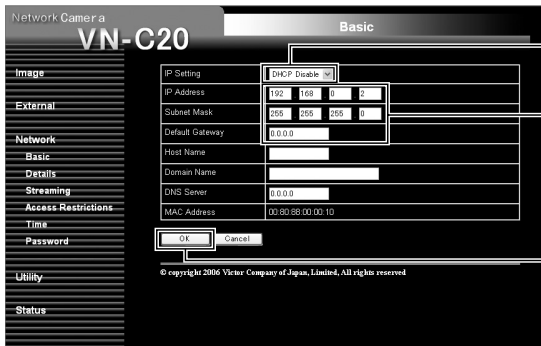 Network Camera
VN-C20
Basic
Image
External
Network
Basic
Details
Streaming
Access Restrictions
Time
Password
Utility
Status
IP Setting DHCP Disable
IP Address 192 . 168 . 0 . 2
Subnet Mask 255 . 255 . 255 . 0
Default Gateway 0.0.0.0
Host Name
Domain Name
DNS Server 0.0.0.0
MAC Address 00:80:88:00:00:10
OK Cancel
© copyright 2006 Victor Company of Japan, Limited, All rights reserved